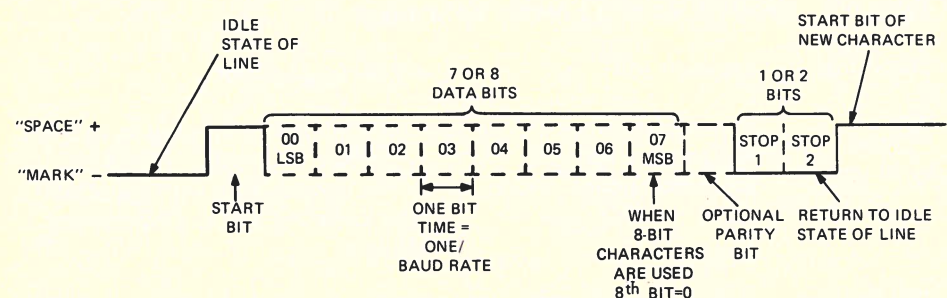 IDLE
STATE OF
LINE
START BIT OF
NEW CHARACTER
7 OR 8
DATA BITS
1 OR 2
BITS
"SPACE" +
"MARK" –
00
LSB
01
02
03
04
05
06
07
MSB
STOP
1
STOP
2
START
BIT
ONE BIT
TIME =
ONE/
BAUD RATE
WHEN
8-BIT
CHARACTERS
ARE USED
8th BIT=0
OPTIONAL
PARITY
BIT
RETURN TO IDLE
STATE OF LINE